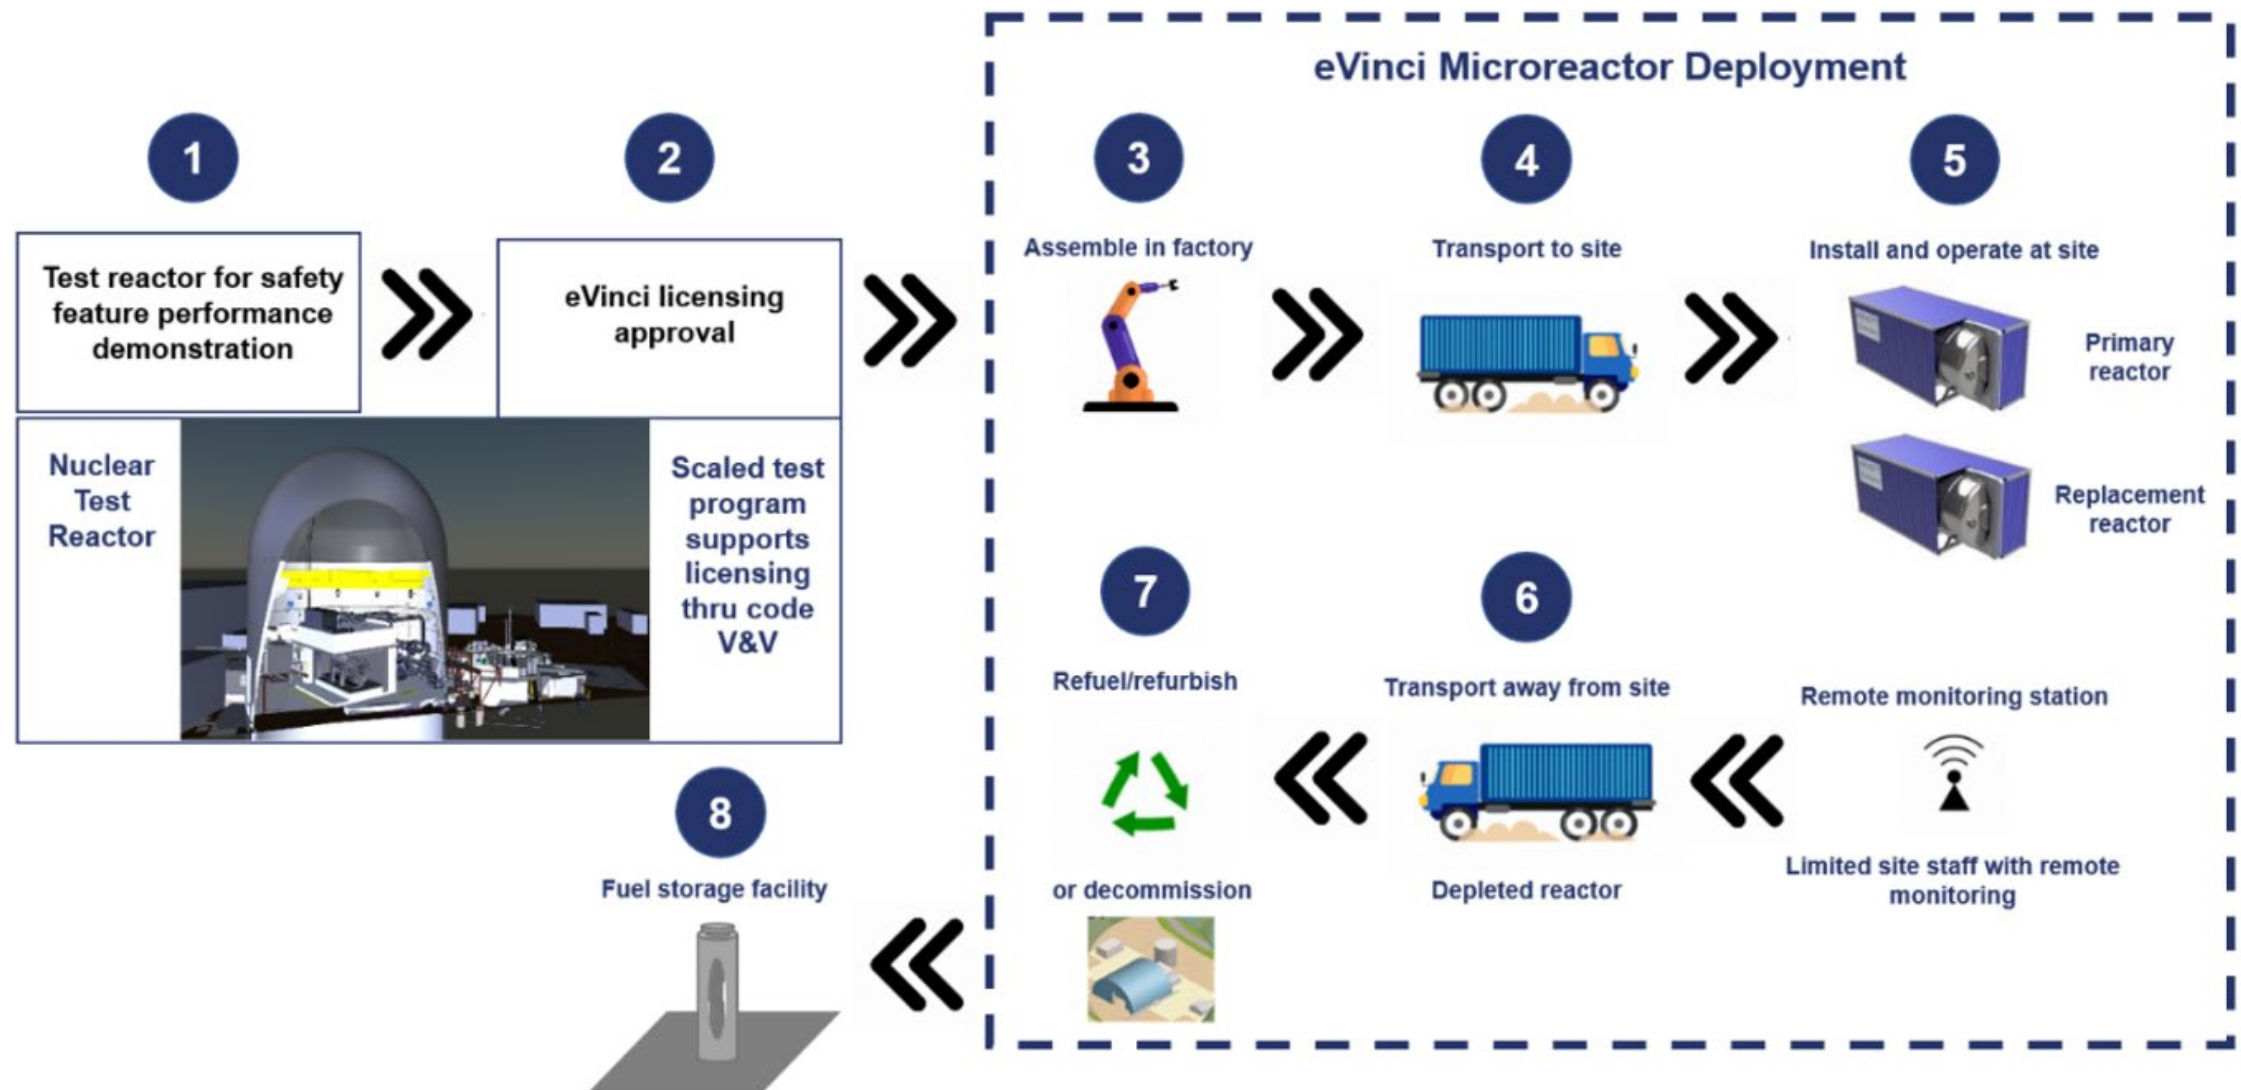 eVinci Microreactor Deployment
1
2
3
4
5
Test reactor for safety
feature performance
demonstration
eVinci licensing
approval
Assemble in factory
Transport to site
Install and operate at site
Primary
reactor
Replacement
reactor
Nuclear
Test
Reactor
Scaled test
program
supports
licensing
thru code
V&V
7
6
Refuel/refurbish
Transport away from site
Remote monitoring station
or decommission
Depleted reactor
Limited site staff with remote
monitoring
8
Fuel storage facility